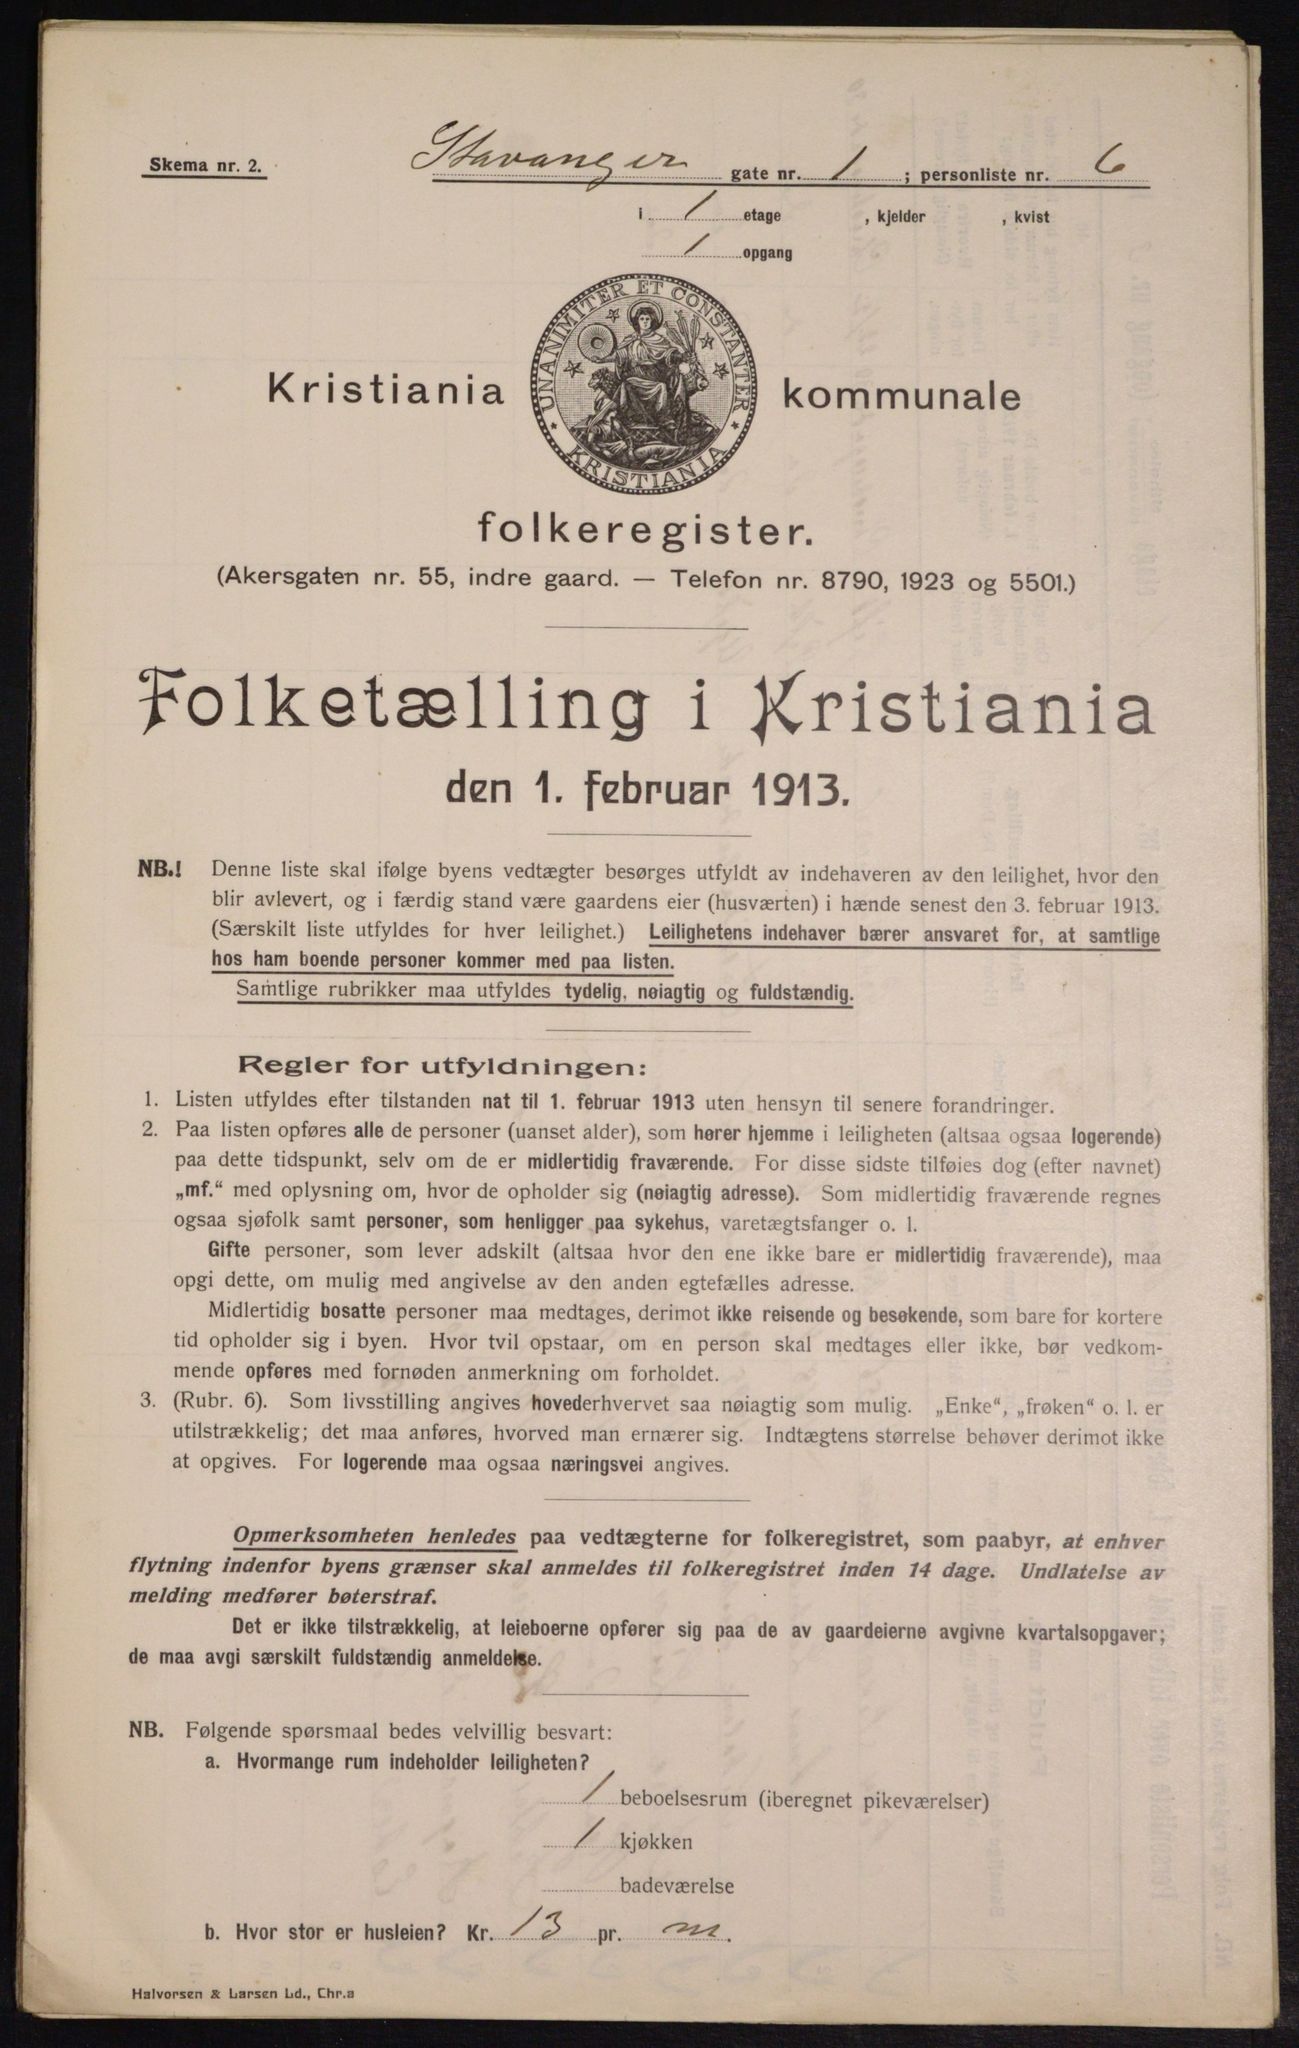 Skema nr. 2.
Stavanger gate nr. 1 ; personliste nr. 6
i 1 etage , kjelder , kvist
1 opgang
UNANIMITER ET CONSTANTER
KRISTIANIA
Kristiania kommunale
folkeregister.
(Akersgaten nr. 55, indre gaard. — Telefon nr. 8790, 1923 og 5501.)
Folketælling i Kristiania
den 1. februar 1913.
NB.! Denne liste skal ifølge byens vedtægter besørges utfyldt av indehaveren av den leilighet, hvor den
blir avlevert, og i færdig stand være gaardens eier (husværten) i hænde senest den 3. februar 1913.
(Særskilt liste utfyldes for hver leilighet.) Leilighetens indehaver bærer ansvaret for, at samtlige
hos ham boende personer kommer med paa listen.
Samtlige rubrikker maa utfyldes tydelig, nøiagtig og fuldstændig.
Regler for utfyldningen:
1. Listen utfyldes efter tilstanden nat til 1. februar 1913 uten hensyn til senere forandringer.
2. Paa listen opføres alle de personer (uanset alder), som hører hjemme i leiligheten (altsaa ogsaa logerende)
paa dette tidspunkt, selv om de er midlertidig fraværende. For disse sidste tilføies dog (efter navnet)
„mf.“ med oplysning om, hvor de opholder sig (nøiagtig adresse). Som midlertidig fraværende regnes
ogsaa sjøfolk samt personer, som henligger paa sykehus, varetægtsfanger o. l.
Gifte personer, som lever adskilt (altsaa hvor den ene ikke bare er midlertidig fraværende), maa
opgi dette, om mulig med angivelse av den anden egtefælles adresse.
Midlertidig bosatte personer maa medtages, derimot ikke reisende og besøkende, som bare for kortere
tid opholder sig i byen. Hvor tvil opstaar, om en person skal medtages eller ikke, bør vedkom-
mende opføres med fornøden anmerkning om forholdet.
3. (Rubr. 6). Som livsstilling angives hovederhvervet saa nøiagtig som mulig. „Enke“, „frøken“ o. l. er
utilstrækkelig; det maa anføres, hvorved man ernærer sig. Indtægtens størrelse behøver derimot ikke
at opgives. For logerende maa ogsaa næringsvei angives.
Opmerksomheten henledes paa vedtægterne for folkeregistret, som paabyr, at enhver
flytning indenfor byens grænser skal anmeldes til folkeregistret inden 14 dage. Undlatelse av
melding medfører bøterstraf.
Det er ikke tilstrækkelig, at leieboerne opfører sig paa de av gaardeierne avgivne kvartalsopgaver;
de maa avgi særskilt fuldstændig anmeldelse.
NB. Følgende spørsmaal bedes velvillig besvart:
a. Hvormange rum indeholder leiligheten?
1 beboelsesrum (iberegnet pikeværelser)
1 kjøkken
badeværelse
b. Hvor stor er husleien? Kr. 13 pr. m.
Halvorsen & Larsen Ld., Chr.a